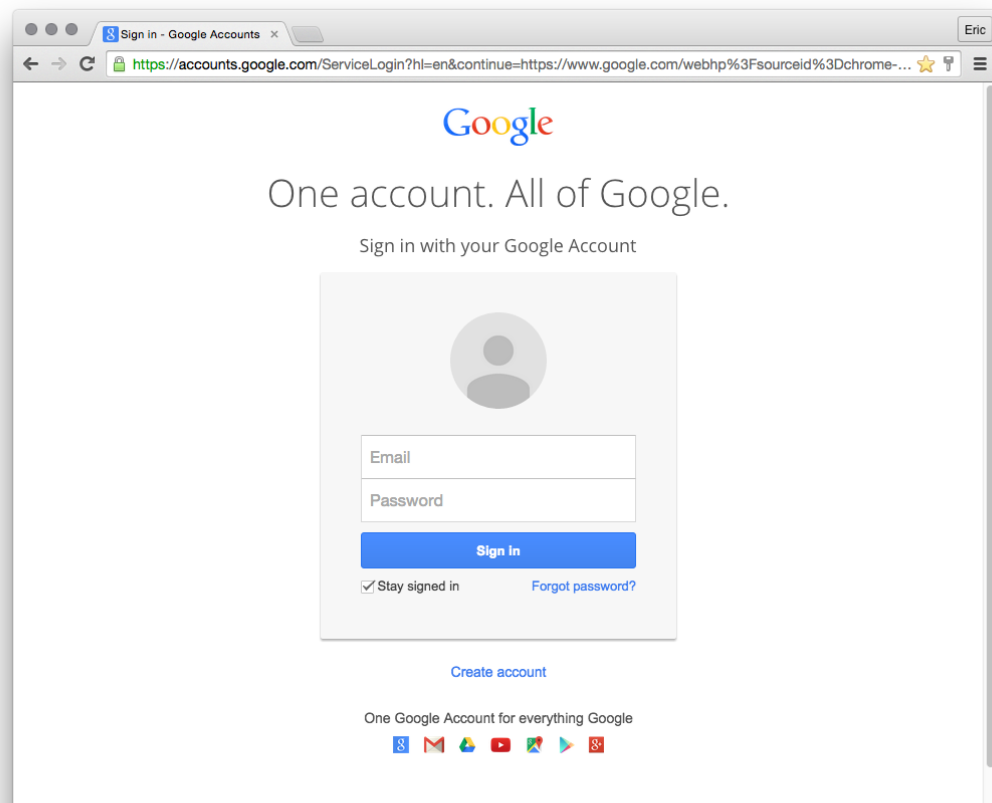 Sign in - Google Accounts
Eric
https://accounts.google.com/ServiceLogin?hl=en&continue=https://www.google.com/webhp%3Fsourceid%3Dchrome-...
Google
One account. All of Google.
Sign in with your Google Account
Email
Password
Sign in
Stay signed in Forgot password?
Create account
One Google Account for everything Google